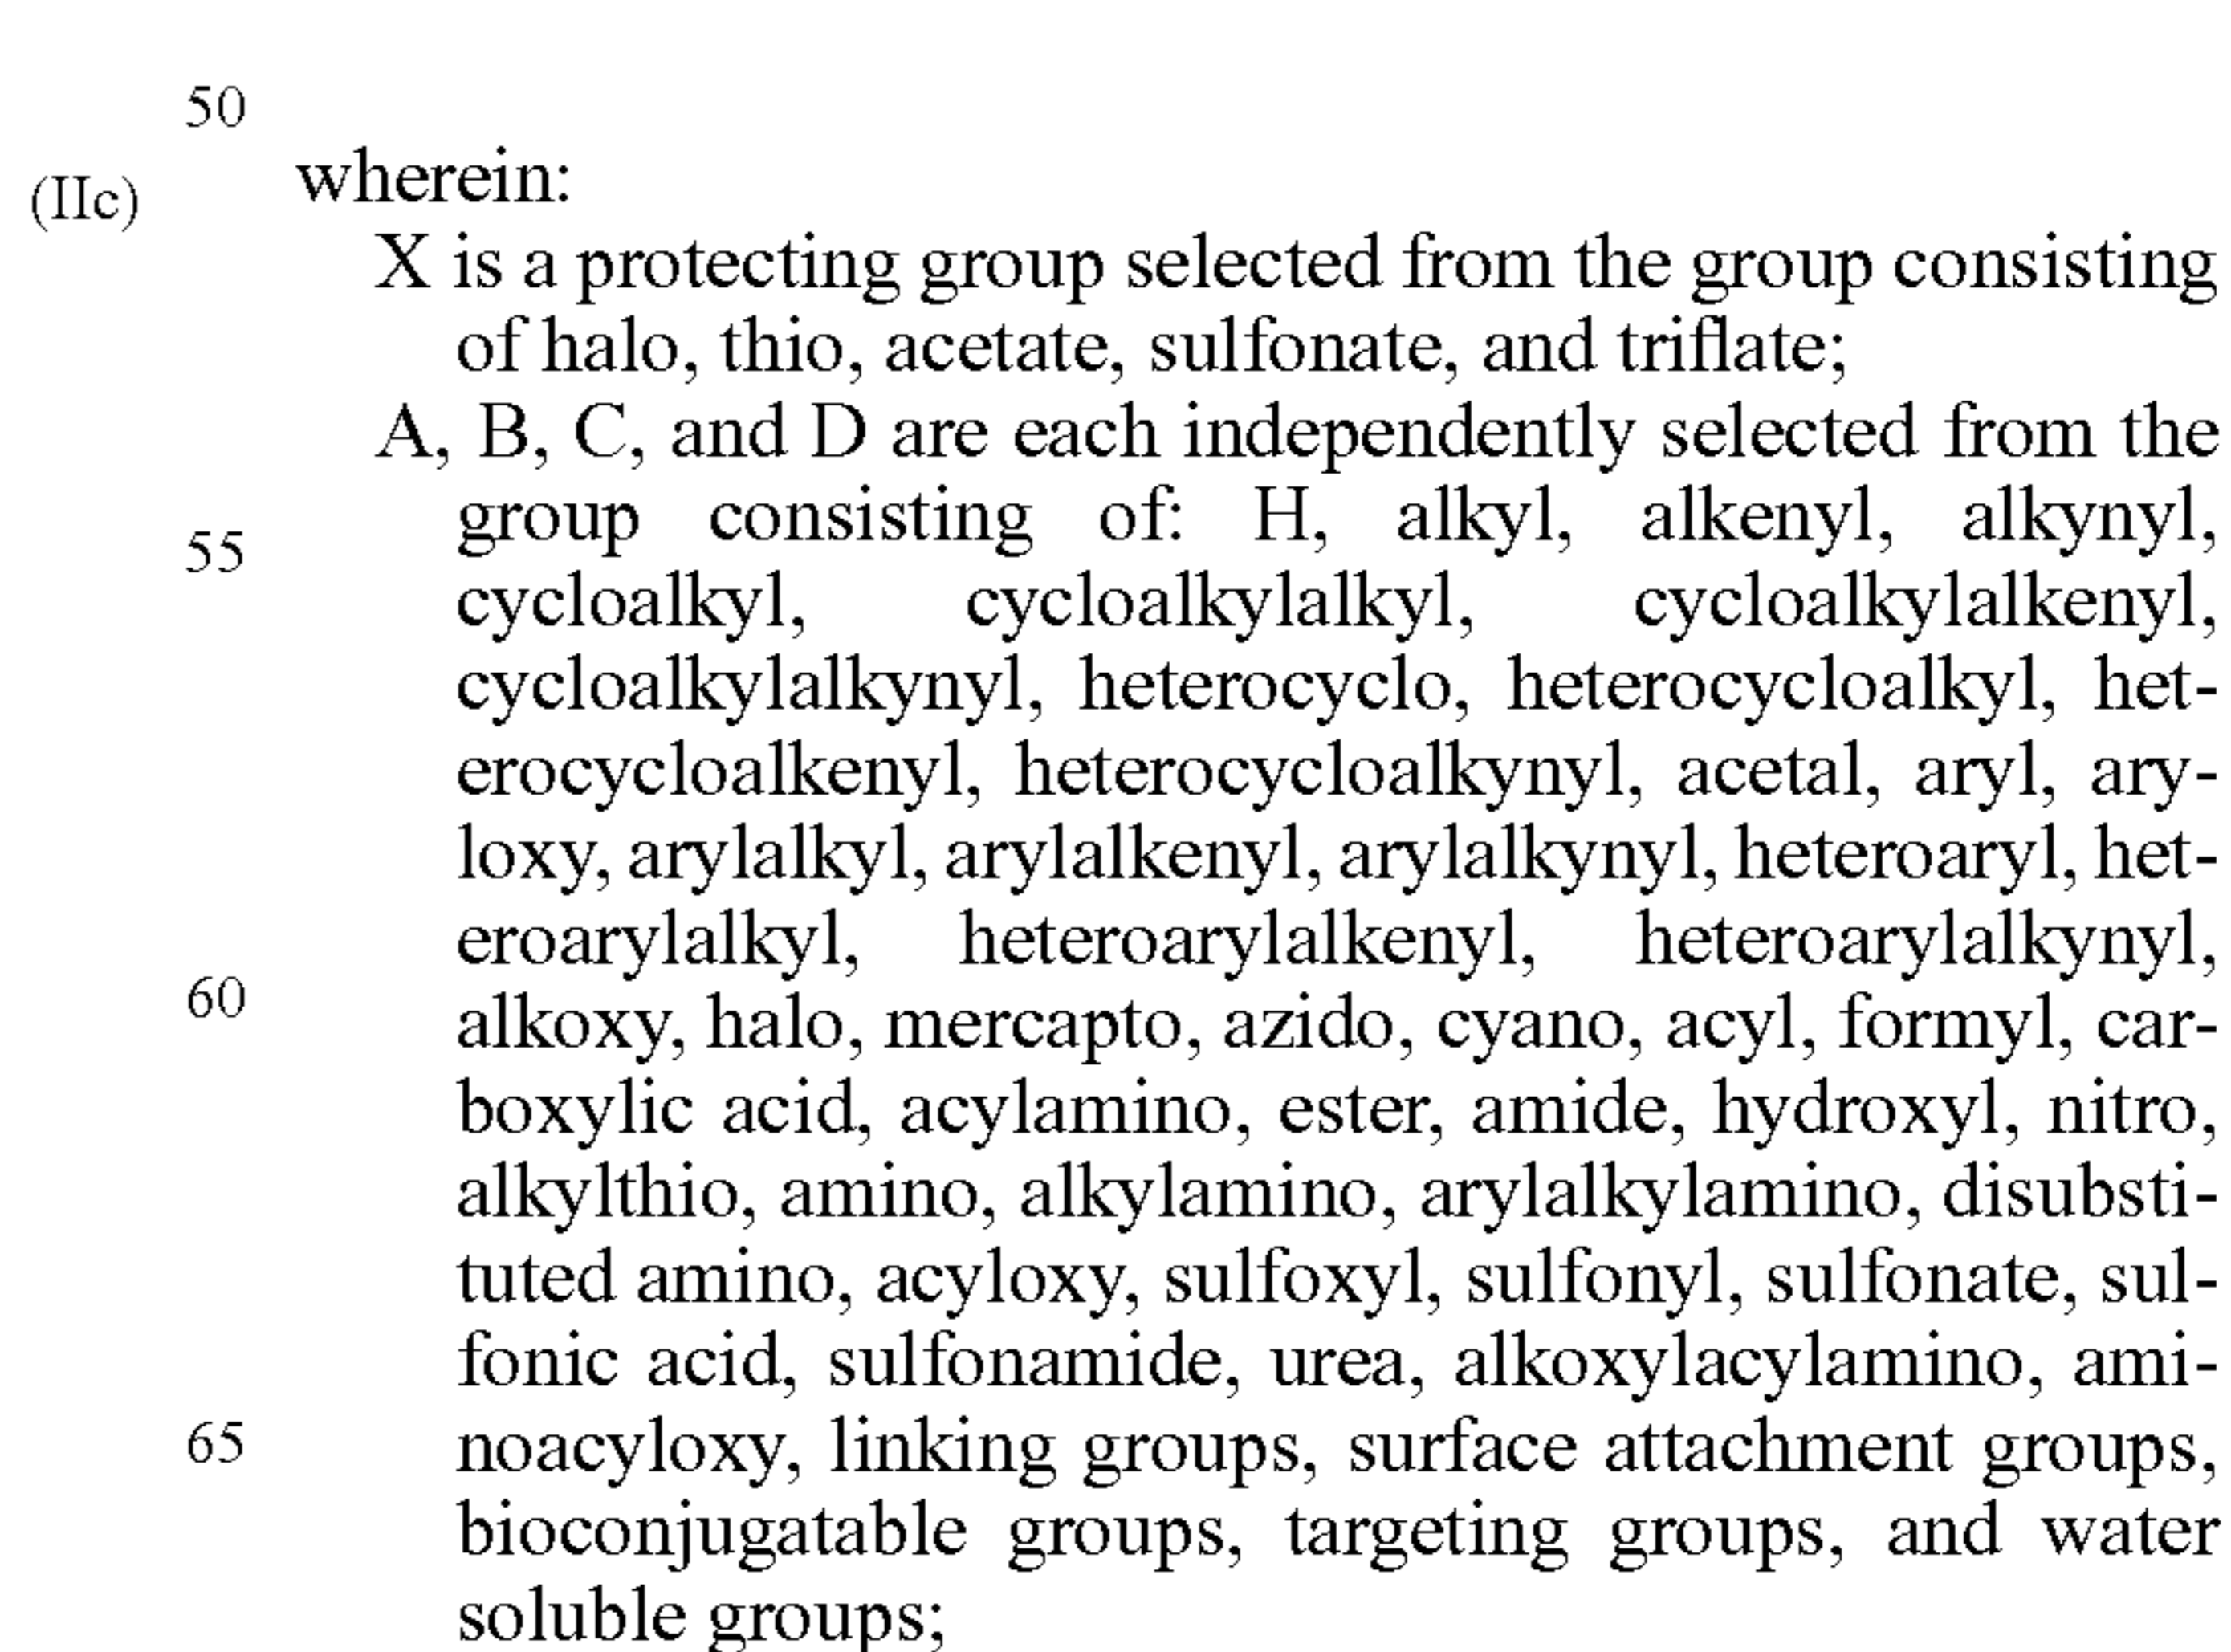 50
(IIc) wherein:
X is a protecting group selected from the group consisting
of halo, thio, acetate, sulfonate, and triflate;
A, B, C, and D are each independently selected from the
55 group consisting of: H, alkyl, alkenyl, alkynyl,
cycloalkyl, cycloalkylalkyl, cycloalkylalkenyl,
cycloalkylalkynyl, heterocyclo, heterocycloalkyl, het-
erocycloalkenyl, heterocycloalkynyl, acetal, aryl, ary-
loxy, arylalkyl, arylalkenyl, arylalkynyl, heteroaryl, het-
eroarylalkyl, heteroarylalkenyl, heteroarylalkynyl,
60 alkoxy, halo, mercapto, azido, cyano, acyl, formyl, car-
boxylic acid, acylamino, ester, amide, hydroxyl, nitro,
alkylthio, amino, alkylamino, arylalkylamino, disubsti-
tuted amino, acyloxy, sulfoxyl, sulfonyl, sulfonate, sul-
fonic acid, sulfonamide, urea, alkoxylacylamino, ami-
65 noacyloxy, linking groups, surface attachment groups,
bioconjugatable groups, targeting groups, and water
soluble groups;